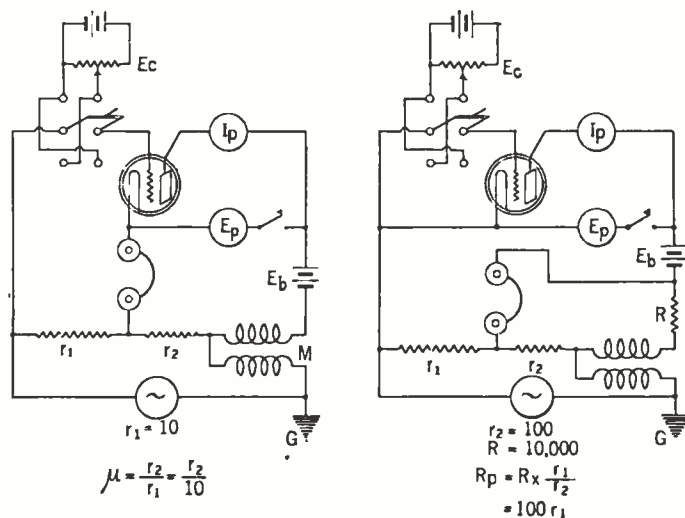 Ec
Ip
Ep
Eb
r₁
r₂
M
r₁ = 10
G
μ = r₂/r₁ = r₂/10
Ec
Ip
Ep
Eb
R
r₁
r₂
G
r₂ = 100
R = 10,000
Rp = R x r₁/r₂
= 100 r₁